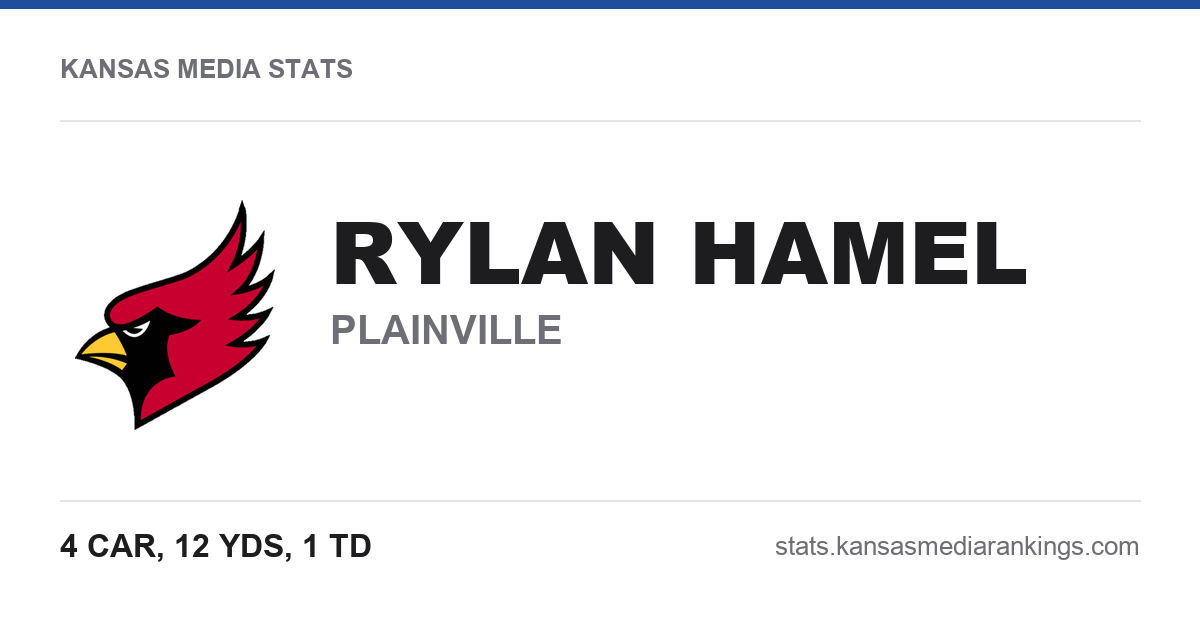 KANSAS MEDIA STATS
RYLAN HAMEL
PLAINVILLE
4 CAR, 12 YDS, 1 TD
stats.kansasmediarankings.com